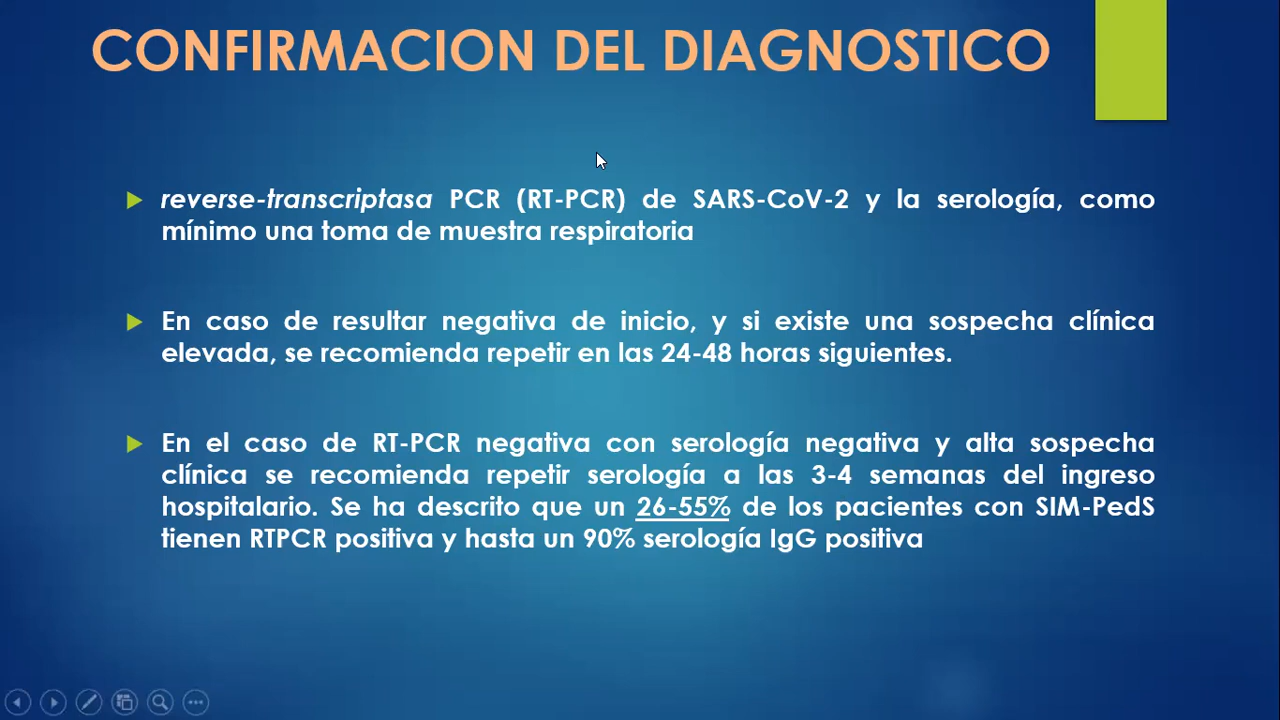 CONFIRMACION DEL DIAGNOSTICO
reverse-transcriptasa PCR (RT-PCR) de SARS-CoV-2 y la serología, como
mínimo una toma de muestra respiratoria
En caso de resultar negativa de inicio, y si existe una sospecha clínica
elevada, se recomienda repetir en las 24-48 horas siguientes.
En el caso de RT-PCR negativa con serología negativa y alta sospecha
clínica se recomienda repetir serología a las 3-4 semanas del ingreso
hospitalario. Se ha descrito que un 26-55% de los pacientes con SIM-PedS
tienen RTPCR positiva y hasta un 90% serología IgG positiva